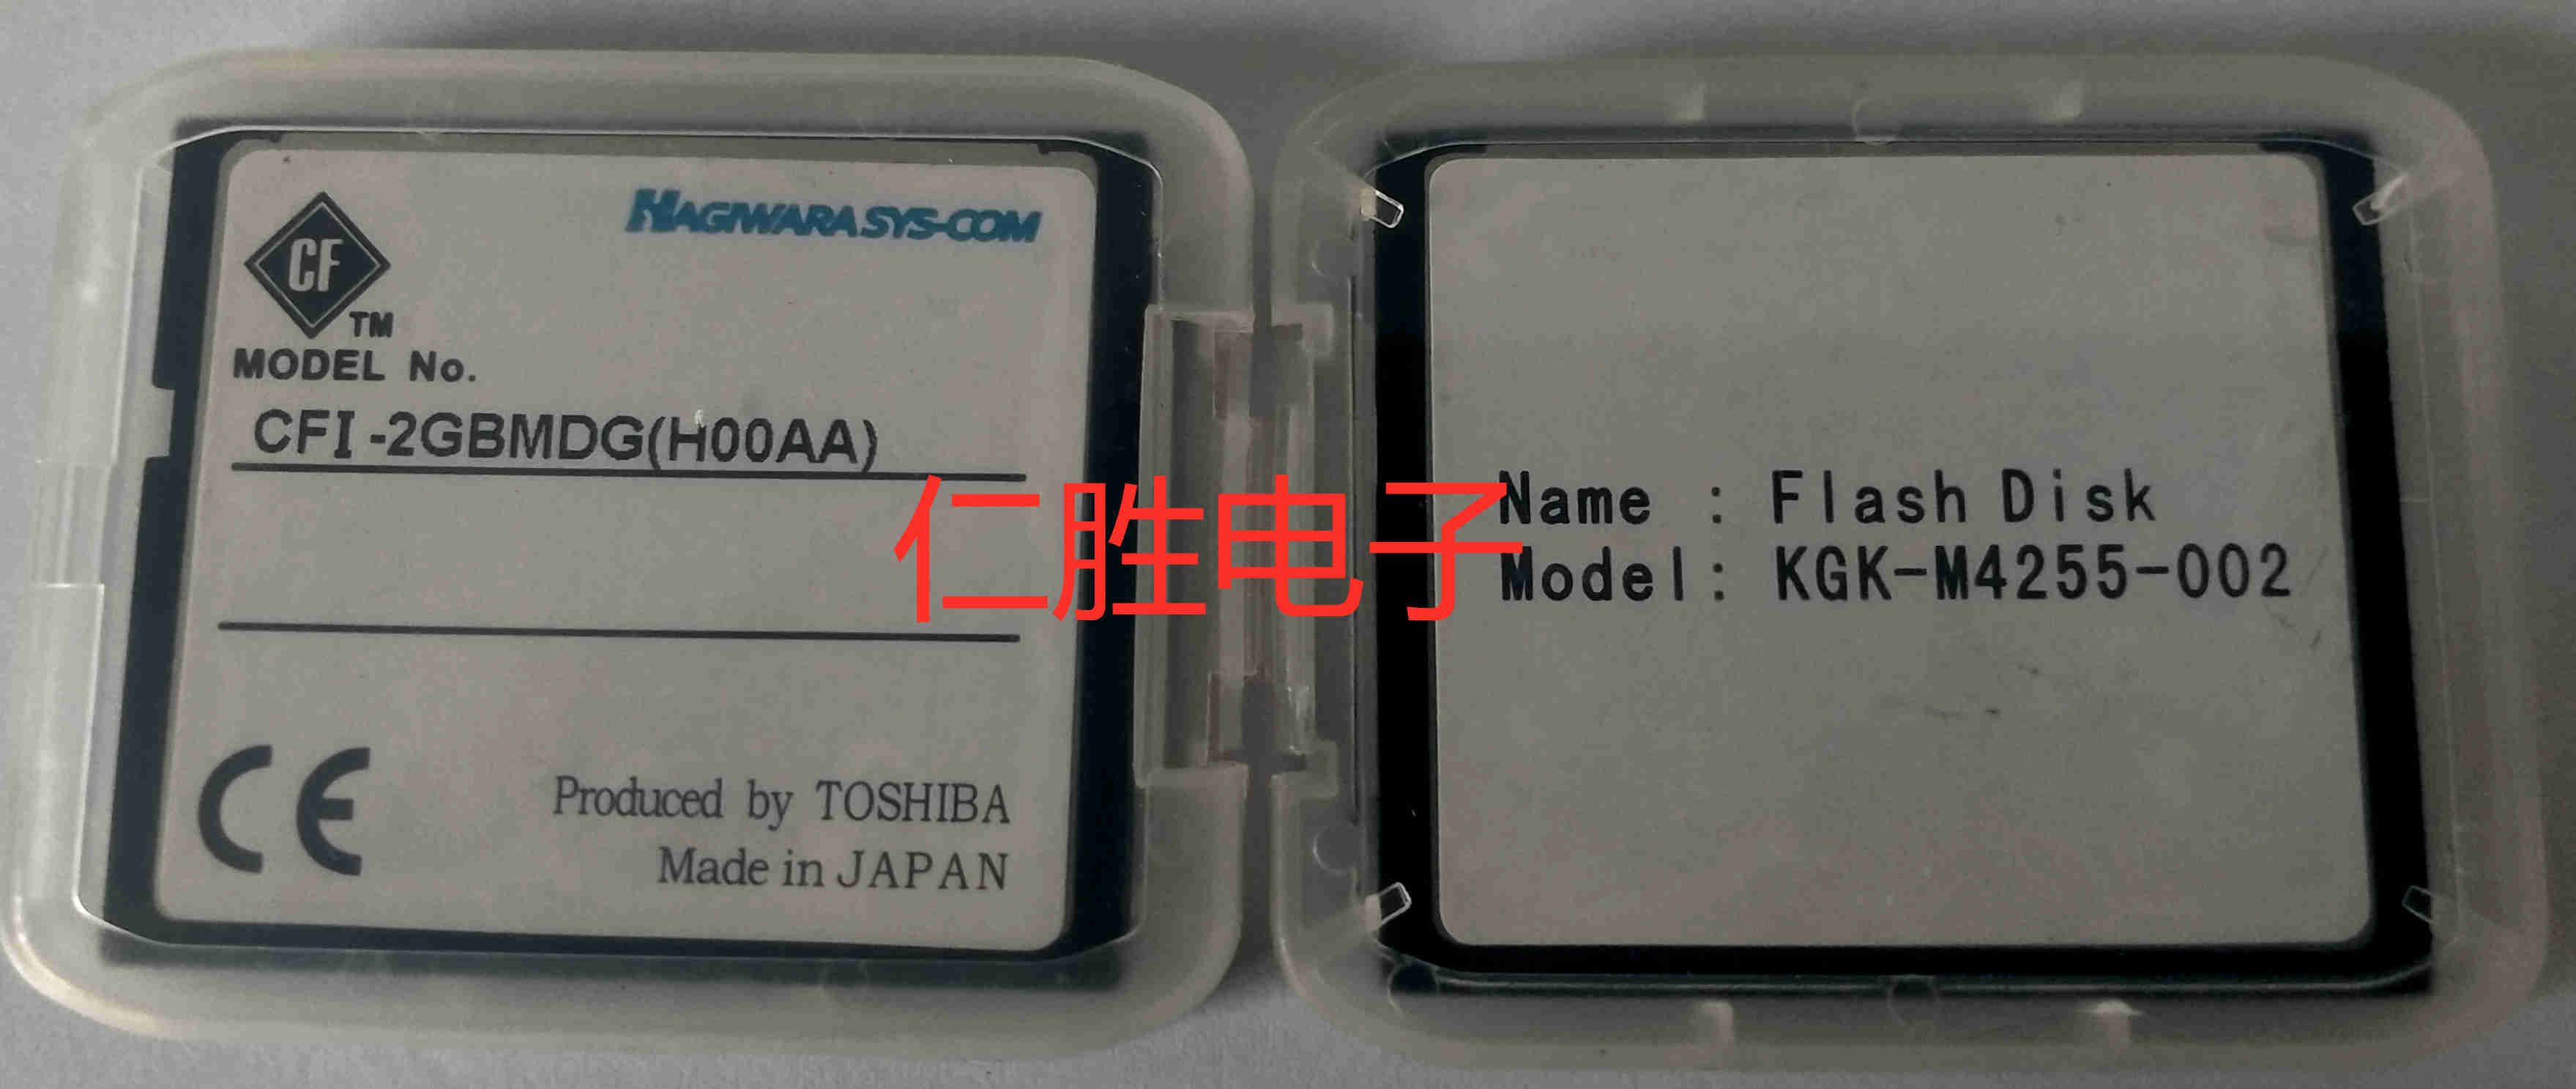 CF
TM
HAGIWARA SYS-COM
MODEL No.
CFI-2GBMDG(H00AA)
Produced by TOSHIBA
Made in JAPAN
CE
仁胜电子
Name : Flash Disk
Model: KGK-M4255-002